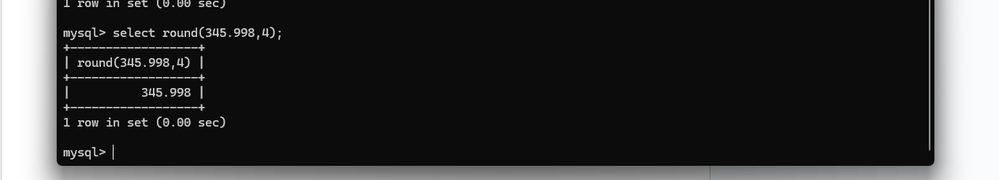 1 row in set (0.00 sec)
mysql> select round(345.998,4);
+------------------+
| round(345.998,4) |
+------------------+
|          345.998 |
+------------------+
1 row in set (0.00 sec)
mysql>